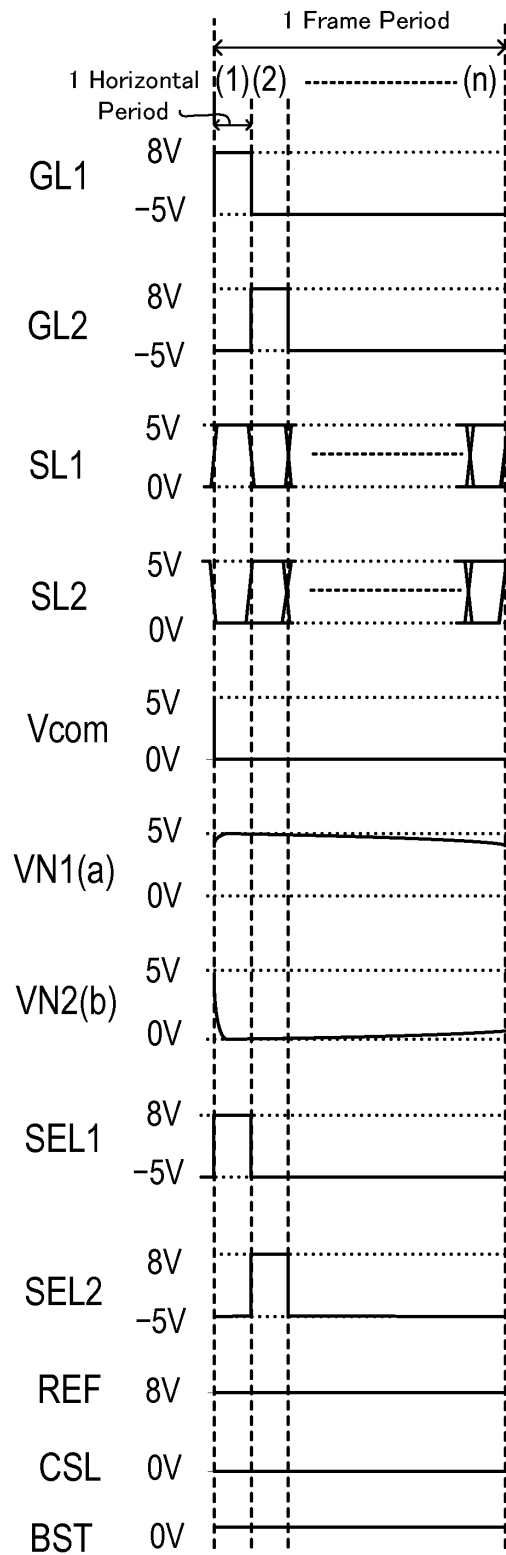 1 Frame Period
1 Horizontal Period
(1) (2) (n)
GL1 8V
−5V
GL2 8V
−5V
SL1 5V
0V
SL2 5V
0V
Vcom 5V
0V
VN1(a) 5V
0V
VN2(b) 5V
0V
SEL1 8V
−5V
SEL2 8V
−5V
REF 8V
CSL 0V
BST 0V